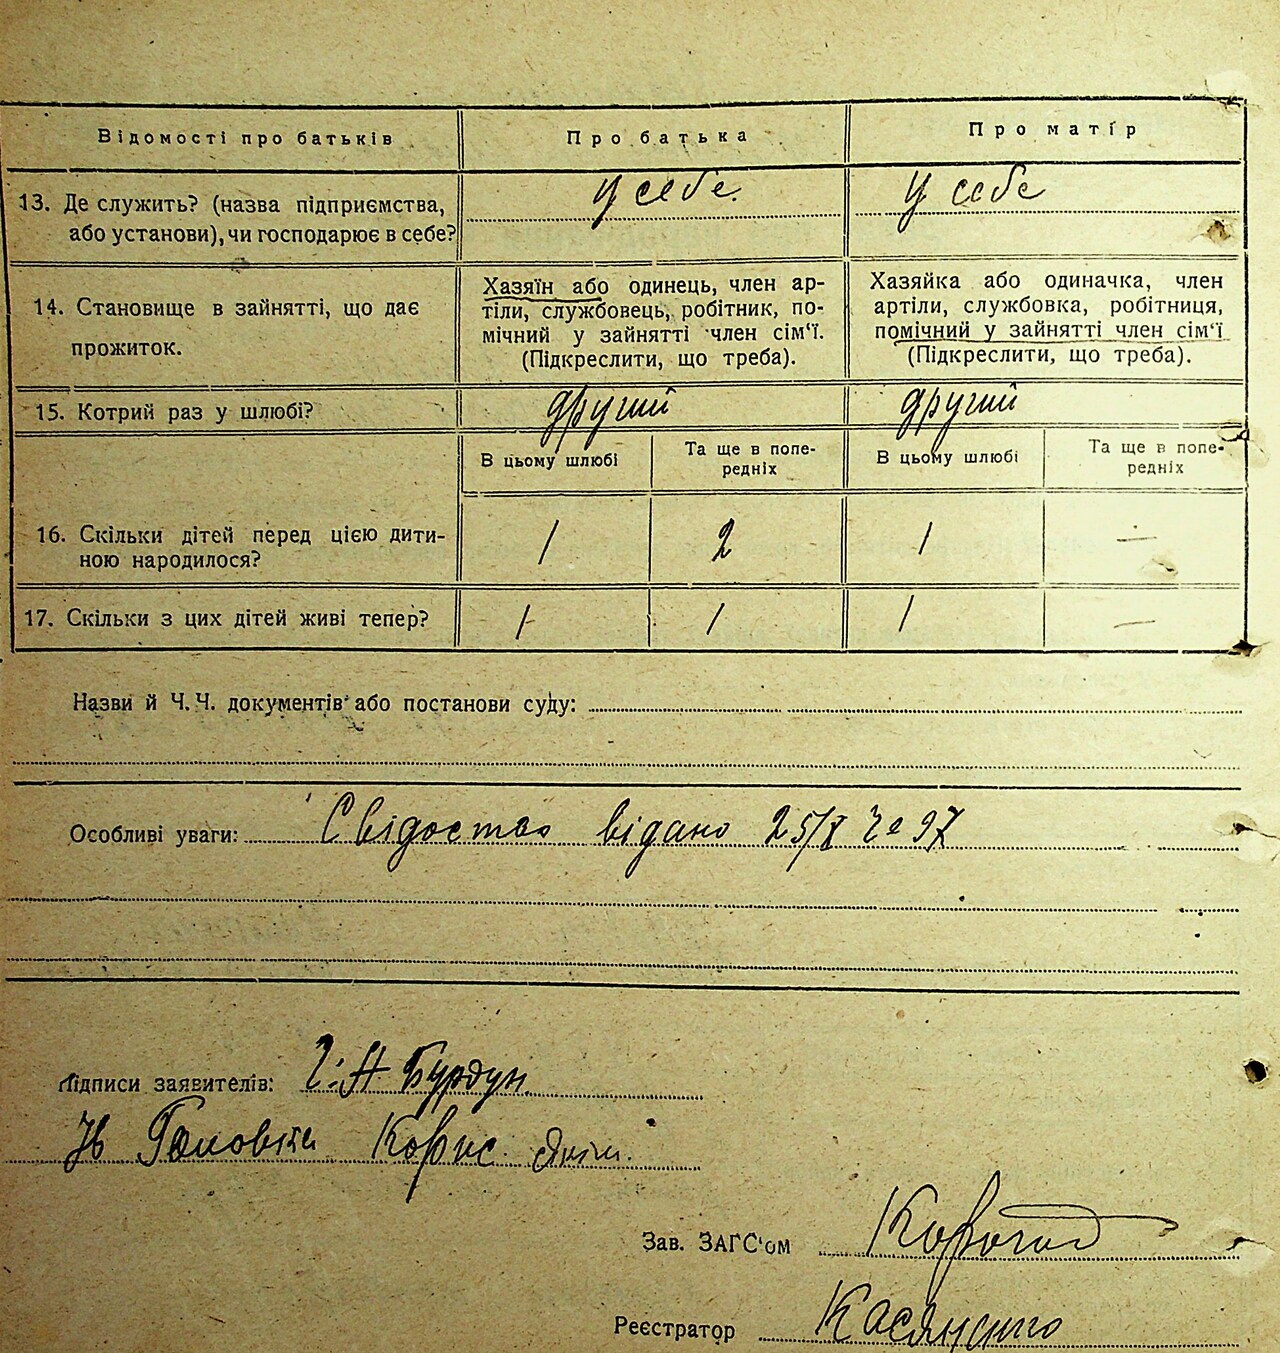 Відомості про батьків
Про батька
Про матір
13. Де служить? (назва підприємства,
або установи), чи господарює в себе?
у себе.
у себе
14. Становище в зайнятті, що дає
прожиток.
Хазяїн або одинець, член ар-
тіли, службовець, робітник, по-
мічний у зайнятті член сім‘ї.
(Підкреслити, що треба).
Хазяйка або одиначка, член
артіли, службовка, робітниця,
помічний у зайнятті член сім‘ї
(Підкреслити, що треба).
15. Котрий раз у шлюбі?
другий
другий
В цьому шлюбі
Та ще в попе-
редніх
В цьому шлюбі
Та ще в попе-
редніх
16. Скільки дітей перед цією дити-
ною народилося?
1
2
1
—
17. Скільки з цих дітей живі тепер?
1
1
1
—
Назви й Ч.Ч. документів або постанови суду:
Особливі уваги: відано 25/X 97
Підписи заявителів: Бурдун
Зав. ЗАГС‘ом
Реєстратор